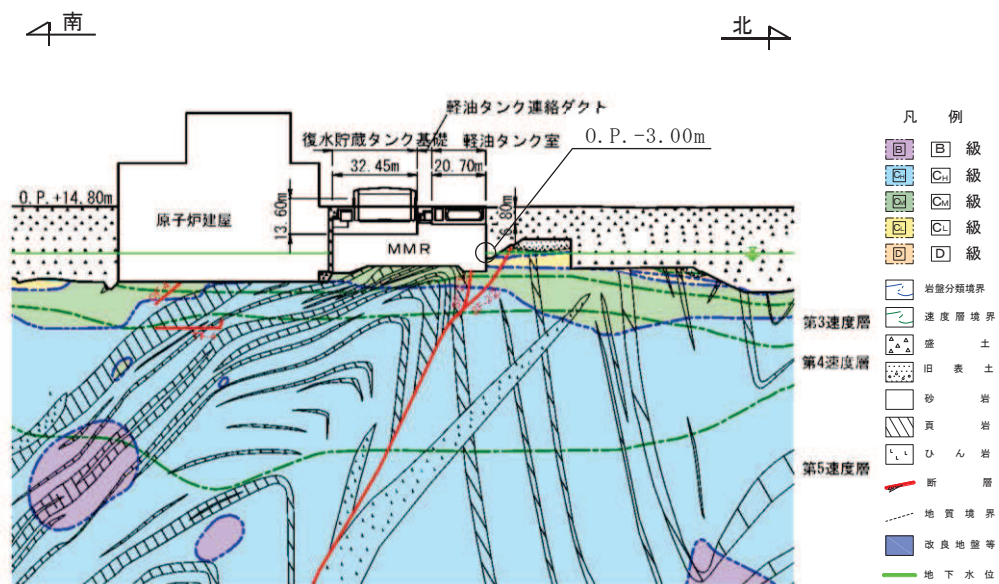 南
北
軽油タンク連絡ダクト
復水貯蔵タンク基礎 軽油タンク室
O.P.-3.00m
32.45m
20.70m
O.P.+14.80m
原子炉建屋
13.60m
6.80m
MMR
第3速度層
第4速度層
第5速度層
凡 例
B B 級
CH CH 級
CM CM 級
CL CL 級
D D 級
岩盤分類境界
速度層境界
盛 土
旧 表 土
砂 岩
頁 岩
ひ ん 岩
断 層
地 質 境 界
改 良 地 盤 等
地 下 水 位